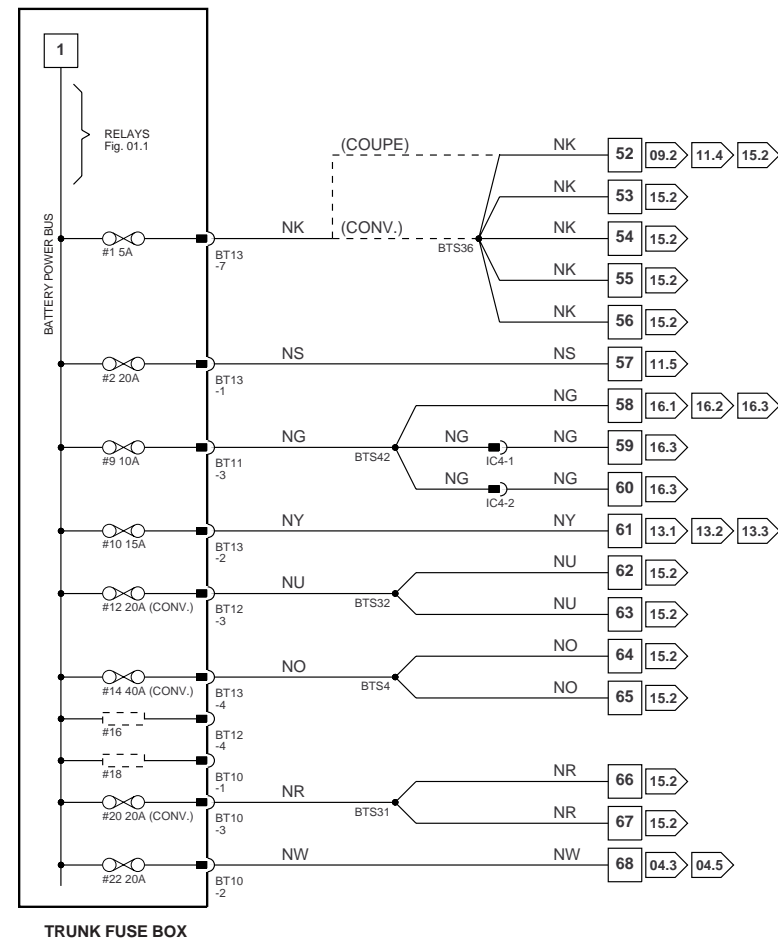 1
RELAYS
Fig. 01.1
BATTERY POWER BUS
(COUPE) NK 52 09.2 11.4 15.2
NK 53 15.2
#1 5A BT13 -7 NK (CONV.) BTS36 NK 54 15.2
NK 55 15.2
NK 56 15.2
#2 20A BT13 -1 NS NS 57 11.5
NG 58 16.1 16.2 16.3
#9 10A BT11 -3 NG BTS42 NG IC4-1 NG 59 16.3
NG IC4-2 NG 60 16.3
#10 15A BT13 -2 NY NY 61 13.1 13.2 13.3
NU 62 15.2
#12 20A (CONV.) BT12 -3 NU BTS32
NU 63 15.2
NO 64 15.2
#14 40A (CONV.) BT13 -4 NO BTS4
NO 65 15.2
#16 BT12 -4
#18 BT10 -1
NR 66 15.2
#20 20A (CONV.) BT10 -3 NR BTS31
NR 67 15.2
#22 20A BT10 -2 NW NW 68 04.3 04.5
TRUNK FUSE BOX